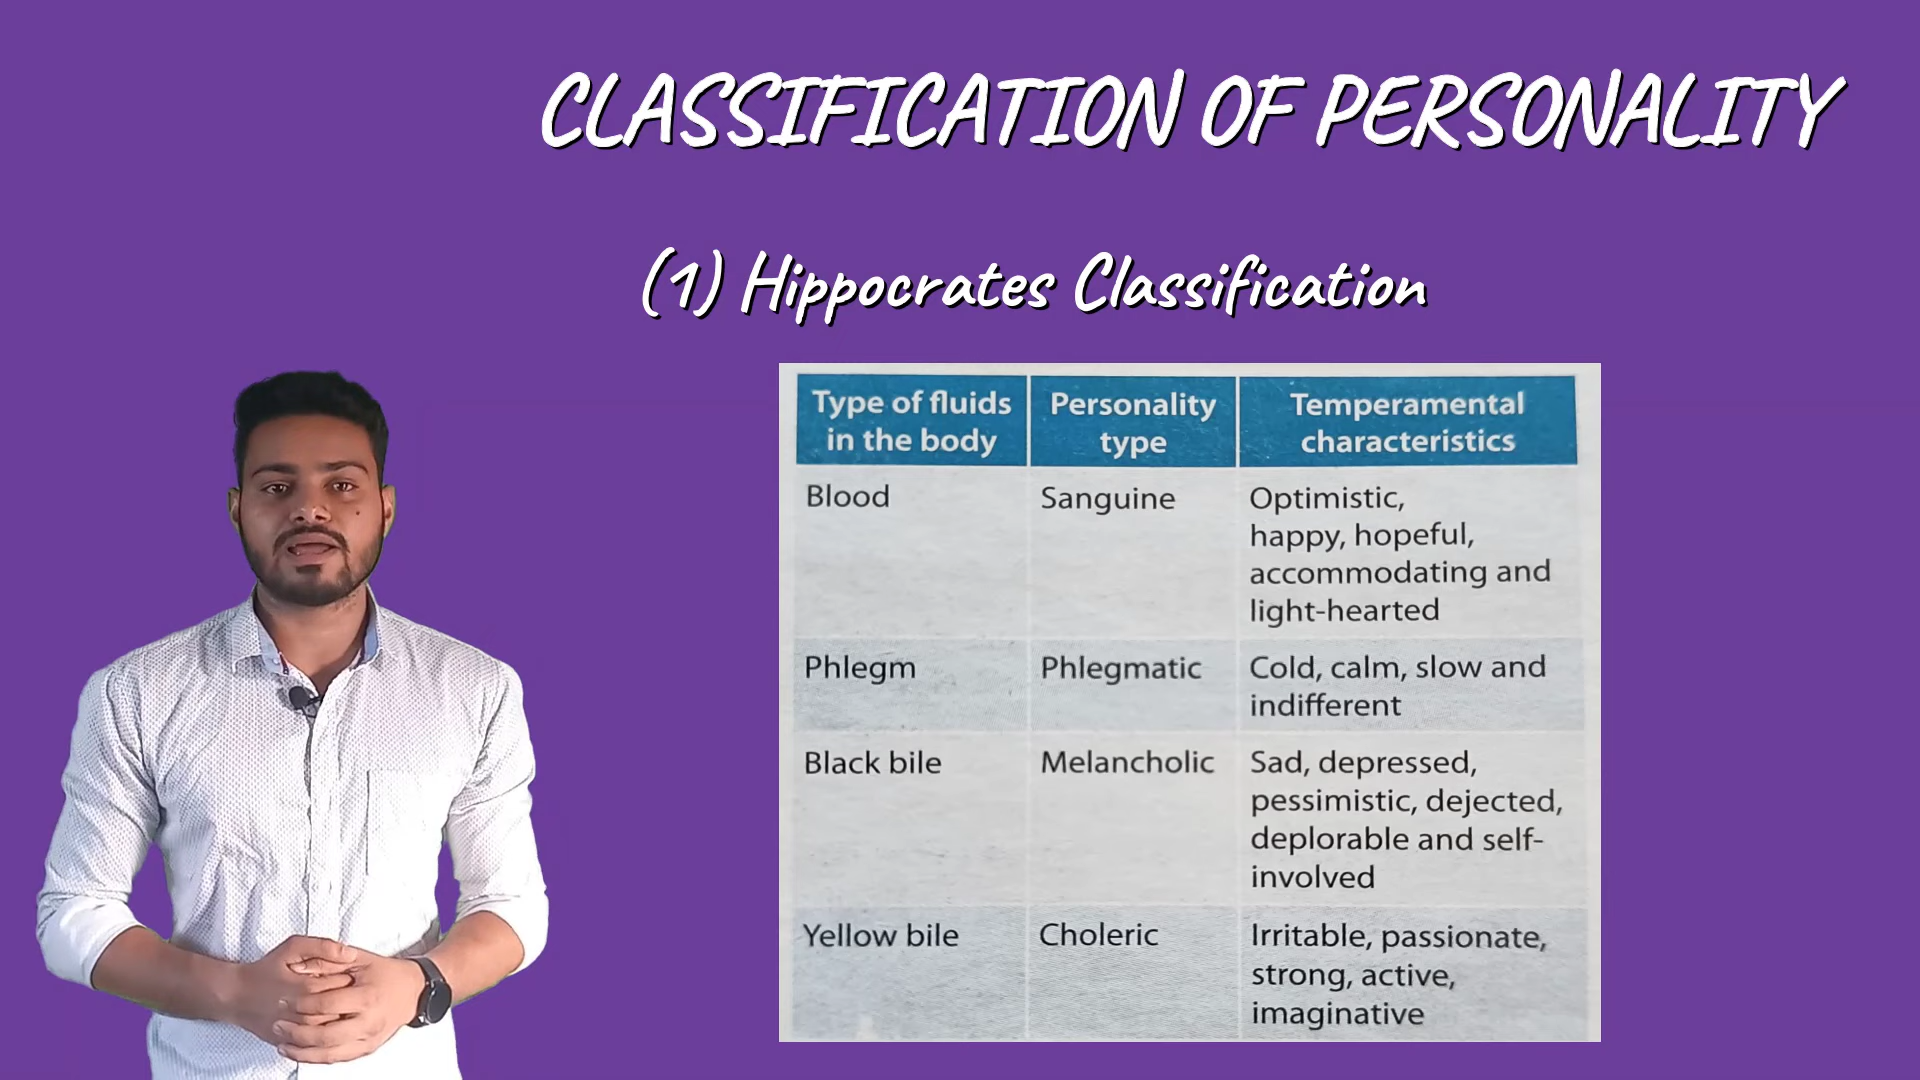 CLASSIFICATION OF PERSONALITY
(1) Hippocrates Classification
Type of fluids in the body
Personality type
Temperamental characteristics
Blood
Sanguine
Optimistic,
happy, hopeful,
accommodating and
light-hearted
Phlegm
Phlegmatic
Cold, calm, slow and
indifferent
Black bile
Melancholic
Sad, depressed,
pessimistic, dejected,
deplorable and self-
involved
Yellow bile
Choleric
Irritable, passionate,
strong, active,
imaginative